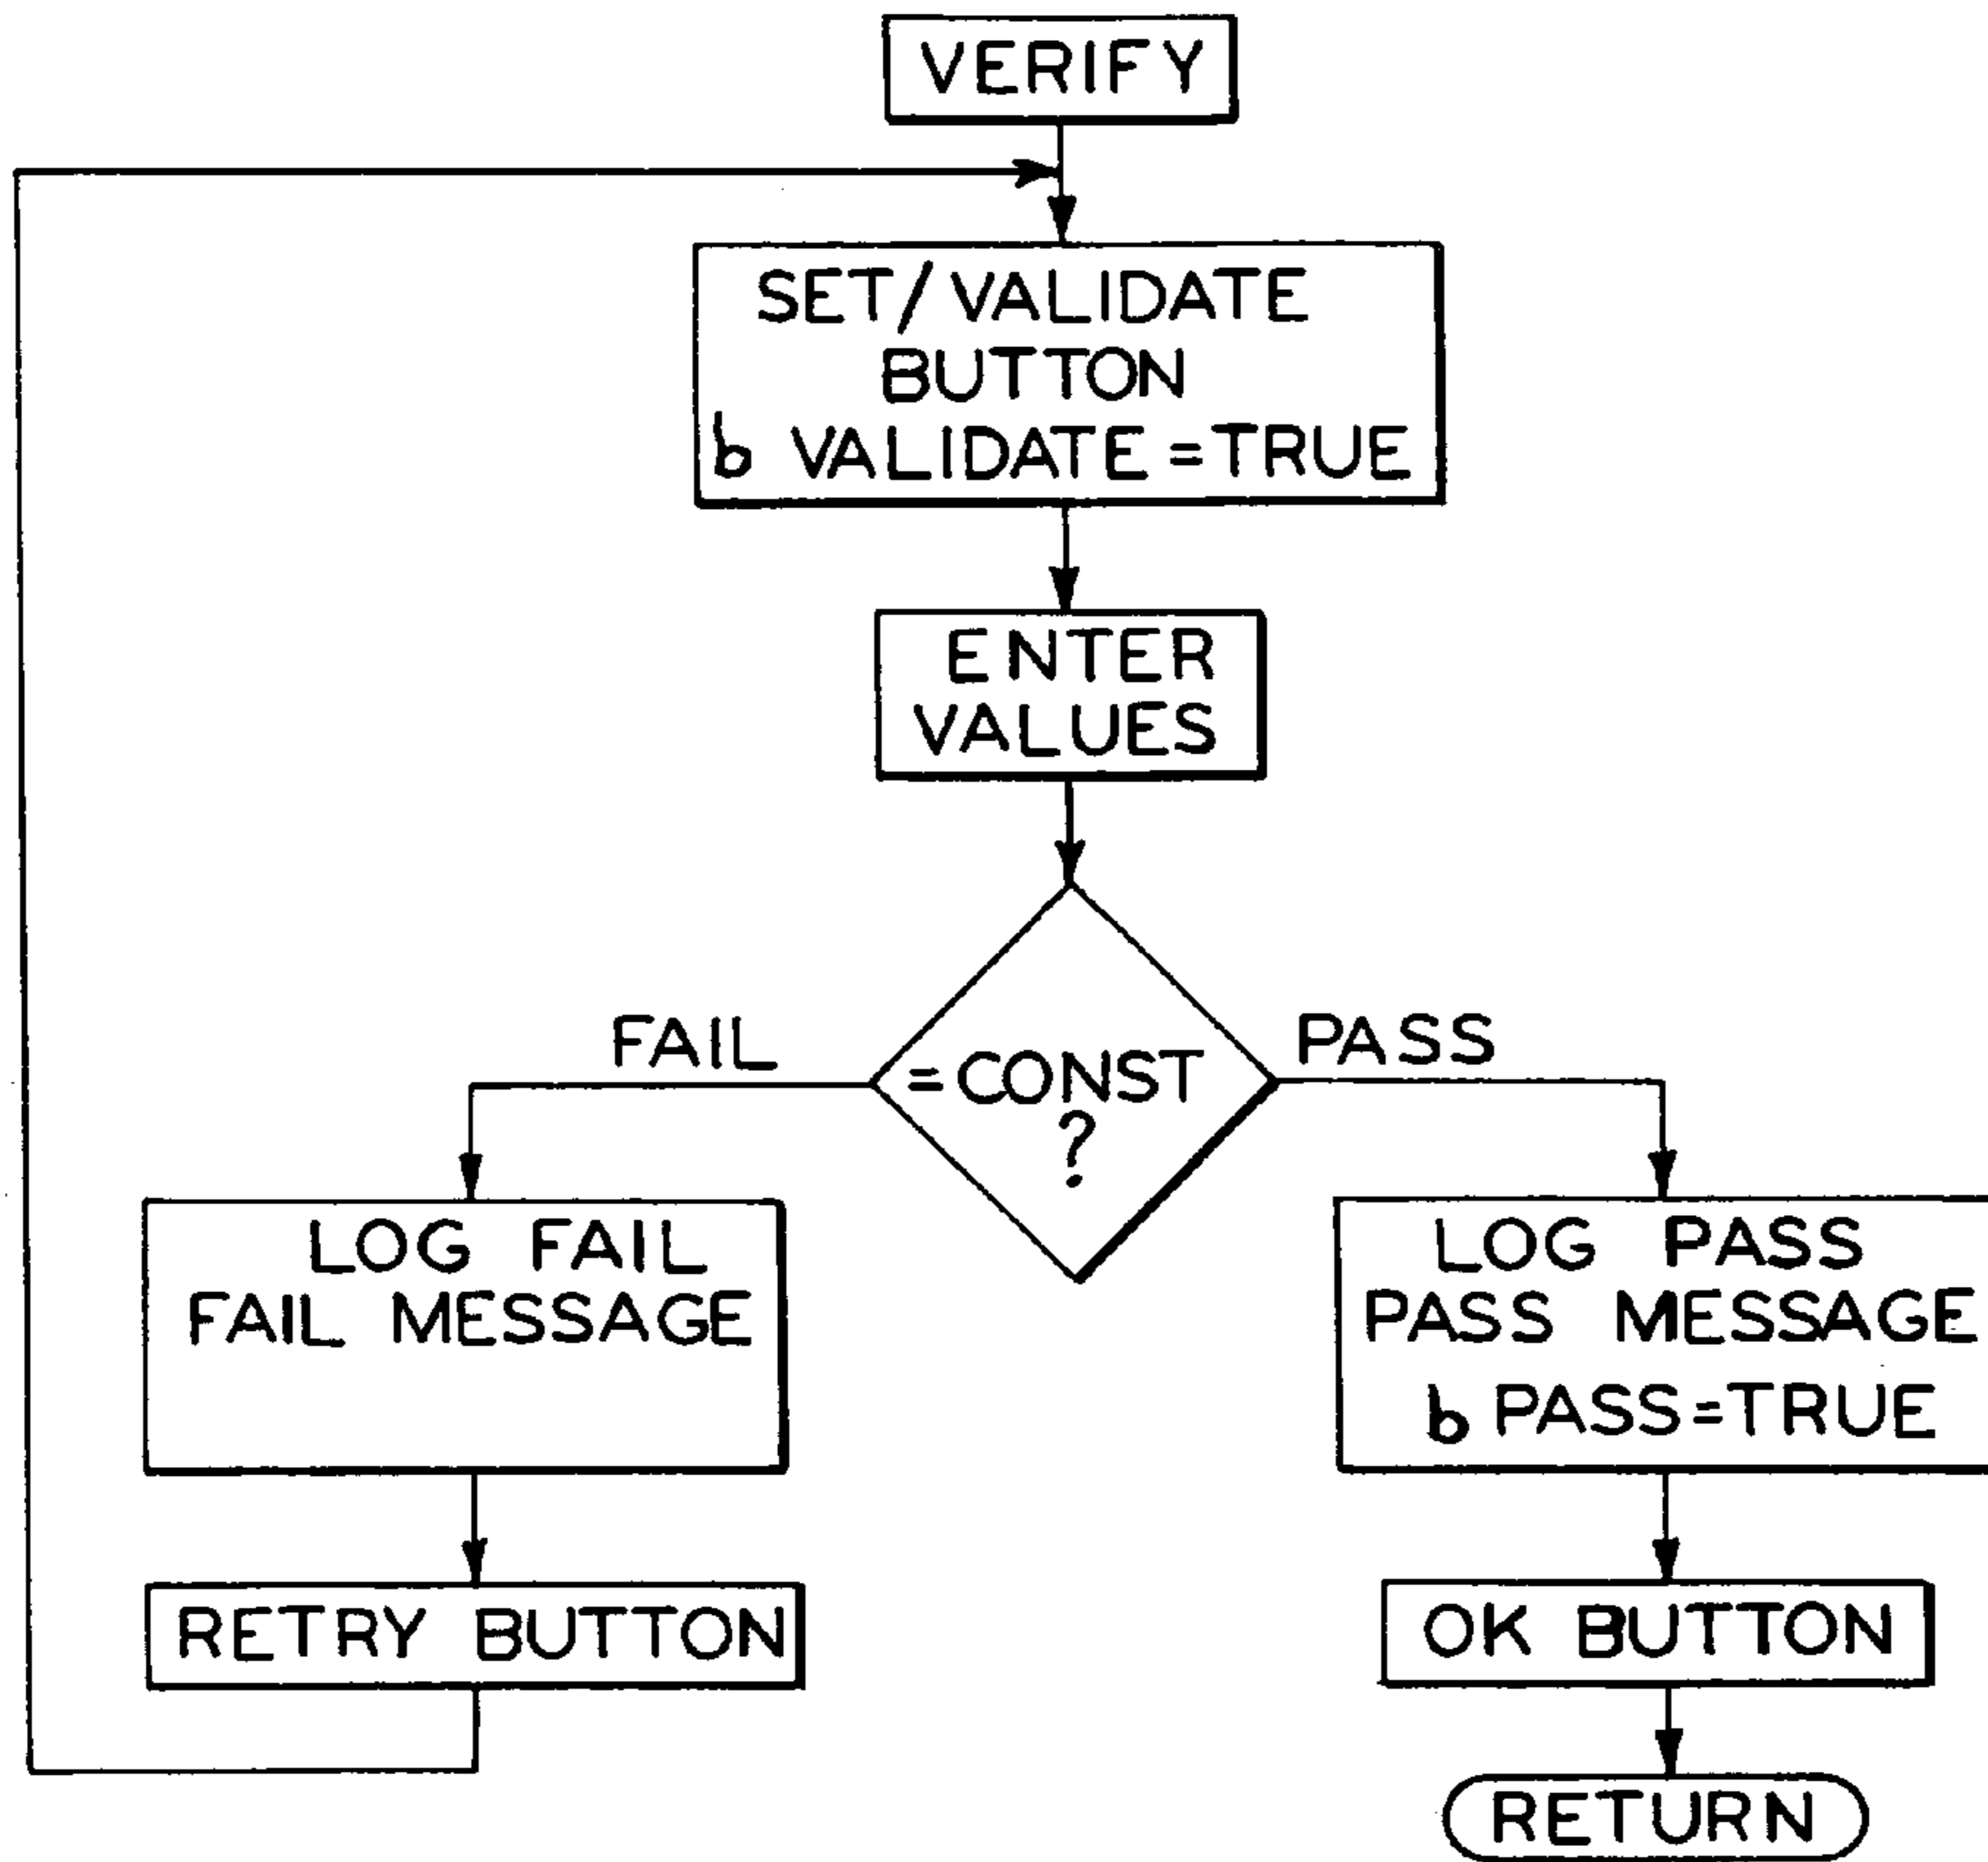 VERIFY
SET/VALIDATE
BUTTON
b VALIDATE=TRUE
ENTER
VALUES
=CONST
?
FAIL
PASS
LOG FAIL
FAIL MESSAGE
LOG PASS
PASS MESSAGE
b PASS=TRUE
RETRY BUTTON
OK BUTTON
RETURN